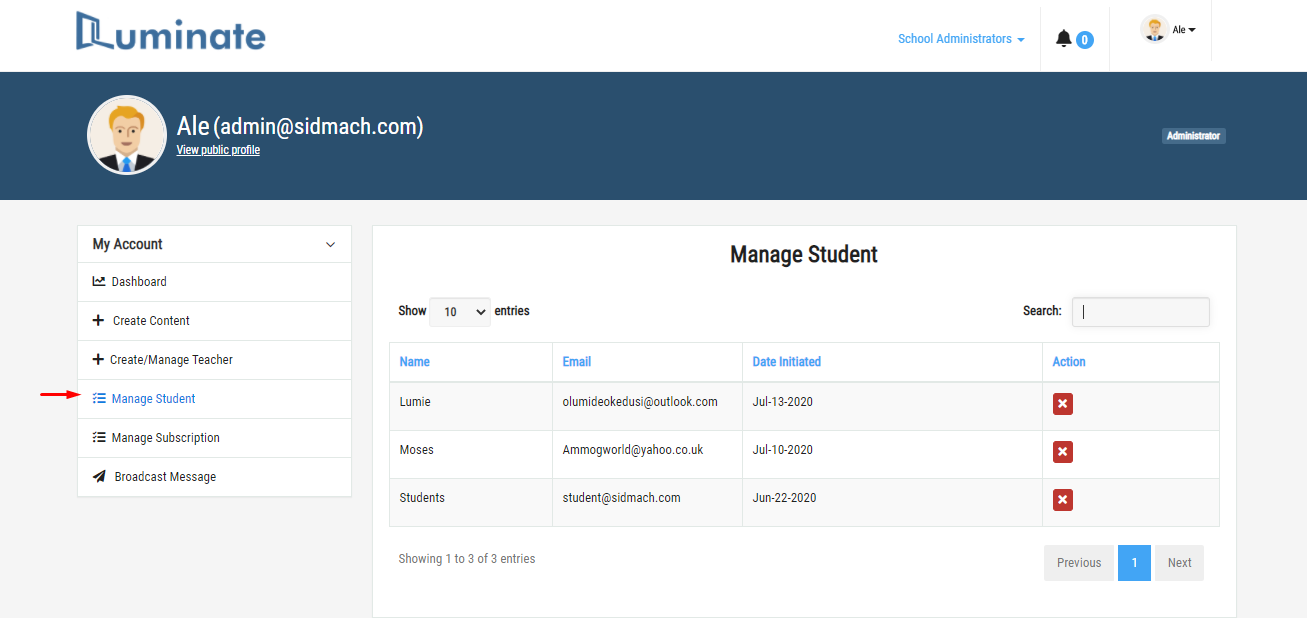 Luminate
School Administrators
0
Ale
Ale (admin@sidmach.com)
View public profile
Administrator
My Account
Dashboard
Create Content
Create/Manage Teacher
Manage Student
Manage Subscription
Broadcast Message
Manage Student
Show 10 entries
Search:
Name Email Date Initiated Action
Lumie olumideokedusi@outlook.com Jul-13-2020
Moses Ammogworld@yahoo.co.uk Jul-10-2020
Students student@sidmach.com Jun-22-2020
Showing 1 to 3 of 3 entries
Previous 1 Next